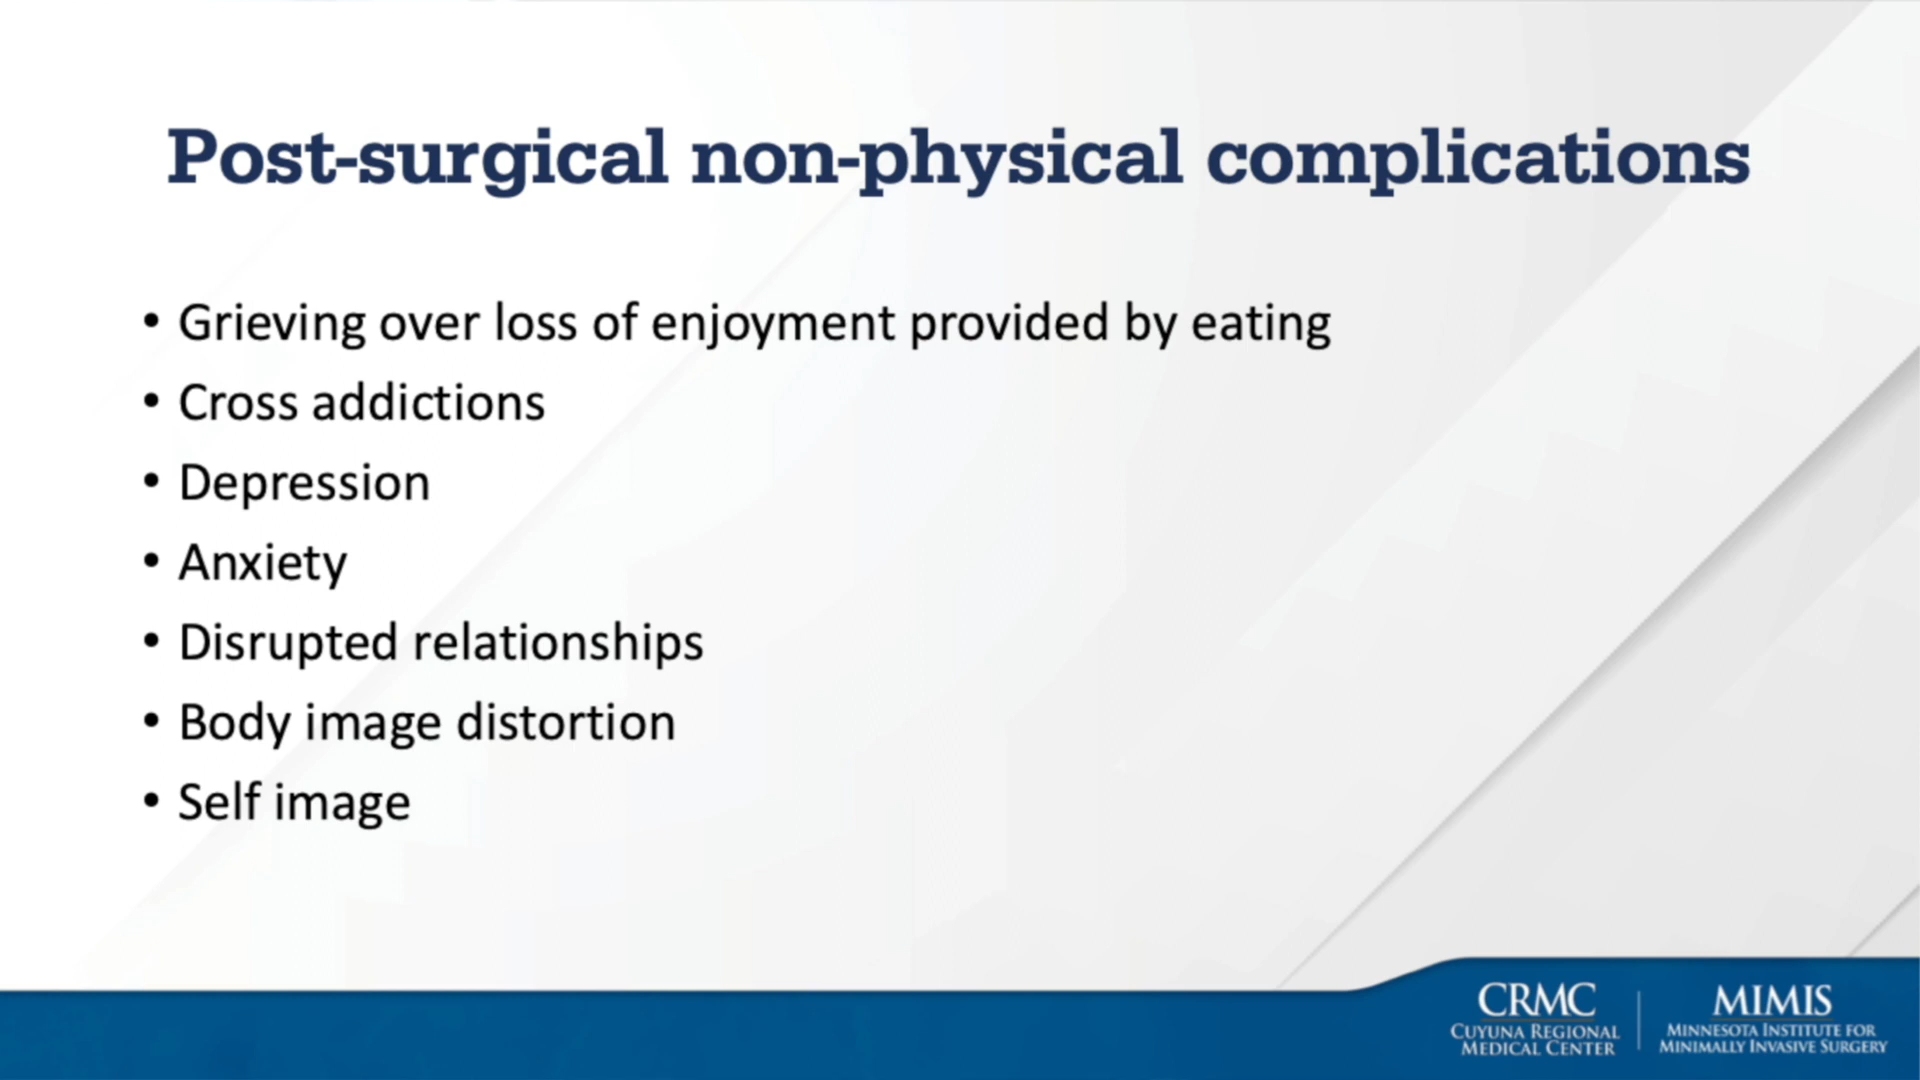 Post-surgical non-physical complications
• Grieving over loss of enjoyment provided by eating
• Cross addictions
• Depression
• Anxiety
• Disrupted relationships
• Body image distortion
• Self image
CRMC
CUYUNA REGIONAL
MEDICAL CENTER
MIMIS
MINNESOTA INSTITUTE FOR
MINIMALLY INVASIVE SURGERY